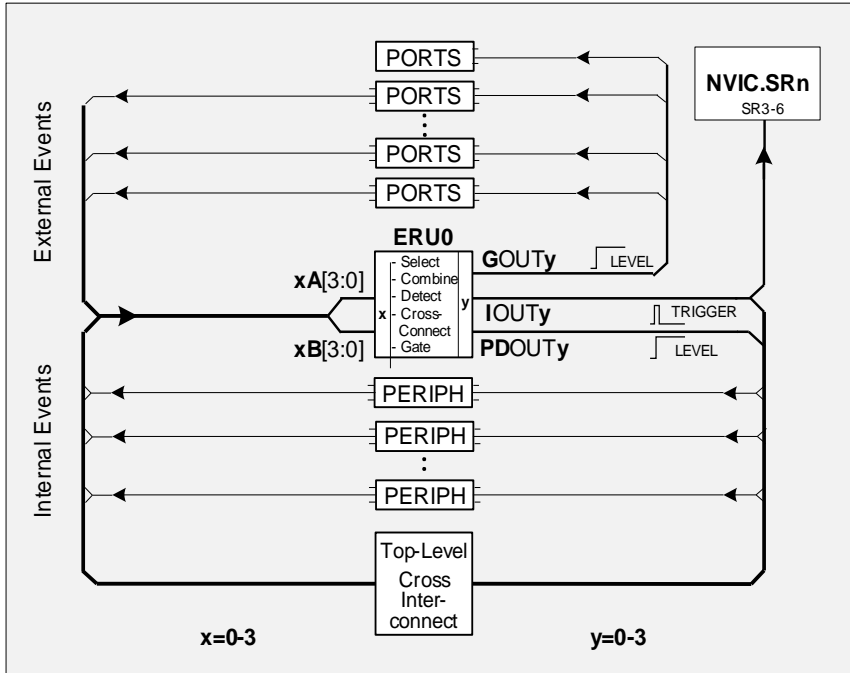 PORTS
NVIC.SRn
SR3-6
PORTS
PORTS
PORTS
External Events
ERU0
xA[3:0]
xB[3:0]
x
- Select
- Combine
- Detect
- Cross-
Connect
- Gate
y
GOUTy
LEVEL
IOUTy
TRIGGER
PDOUTy
LEVEL
Internal Events
PERIPH
PERIPH
PERIPH
Top-Level
Cross
Inter-
connect
x=0-3
y=0-3